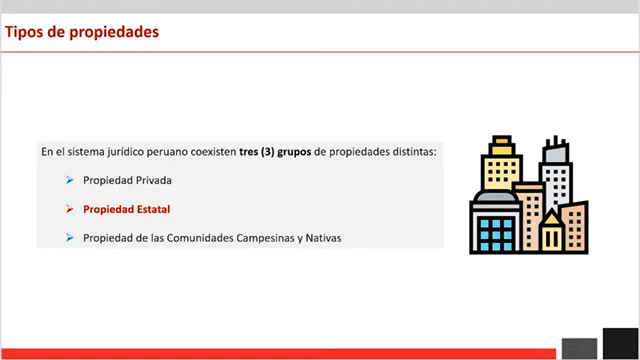 Tipos de propiedades
En el sistema jurídico peruano coexisten tres (3) grupos de propiedades distintas:
Propiedad Privada
Propiedad Estatal
Propiedad de las Comunidades Campesinas y Nativas